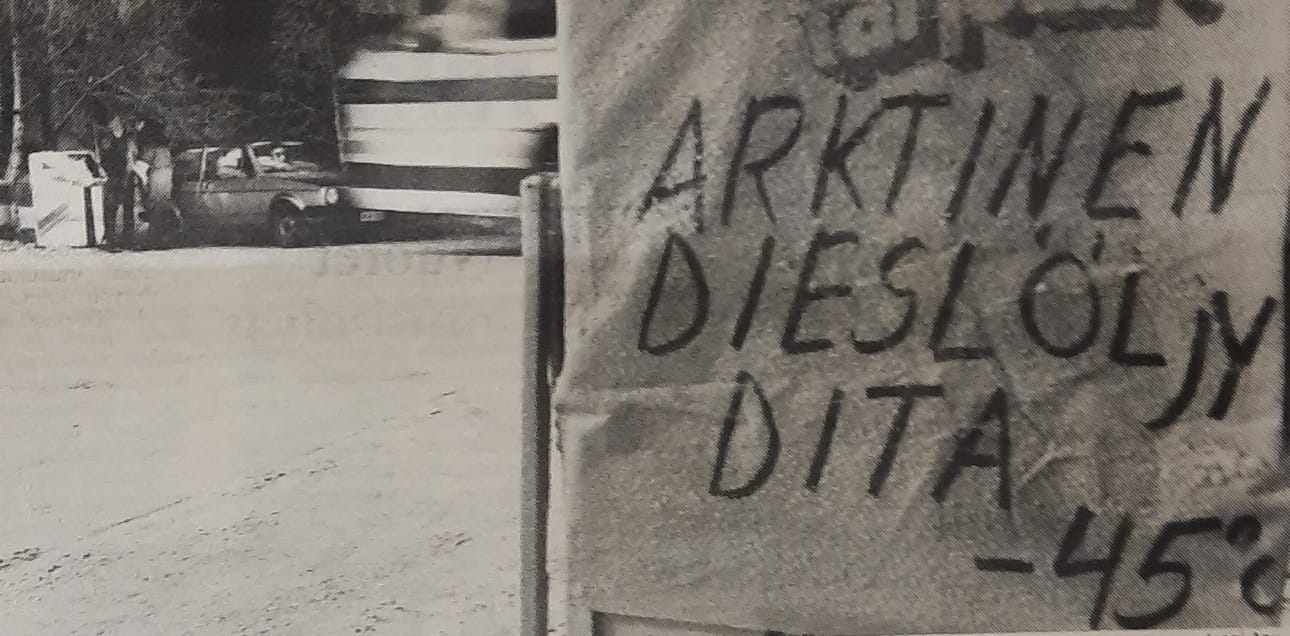 ARKTINEN
DIESLÖLJY
DITA
-45°C